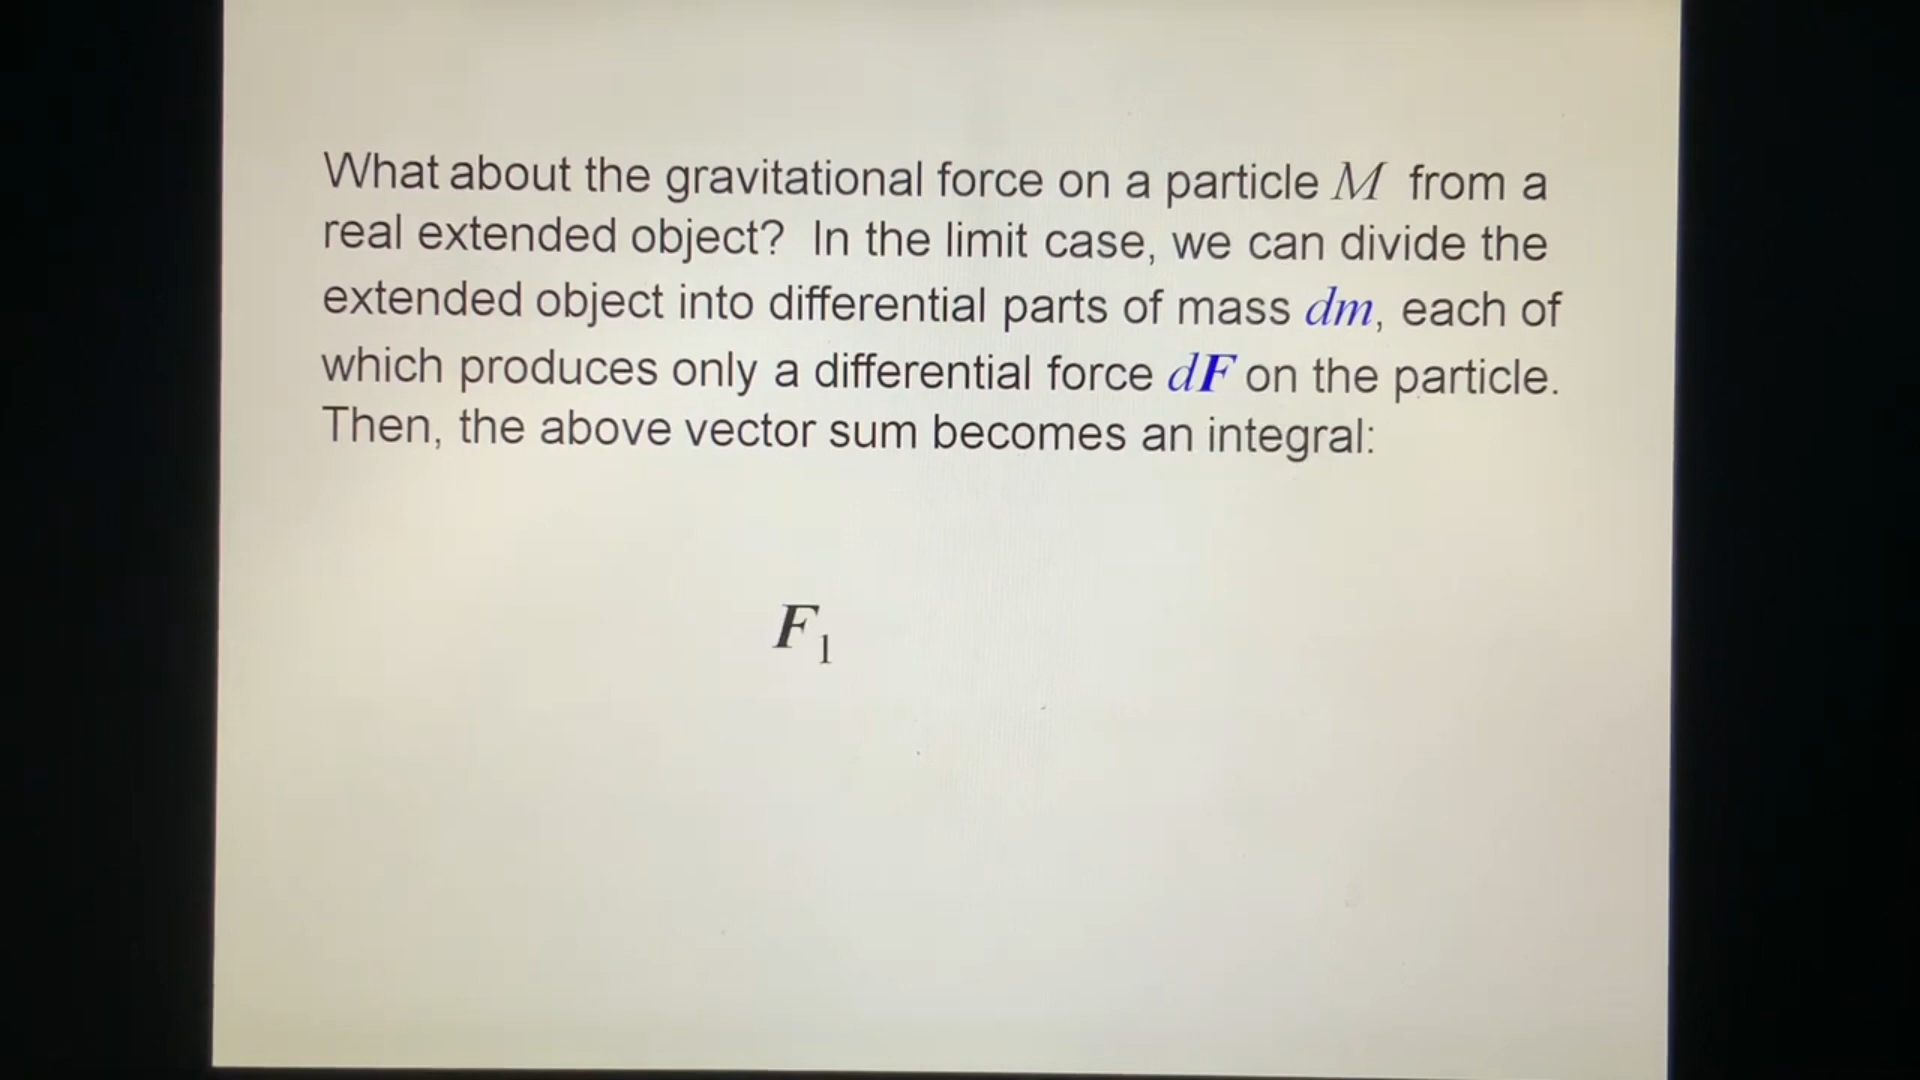 What about the gravitational force on a particle M from a
real extended object? In the limit case, we can divide the
extended object into differential parts of mass dm, each of
which produces only a differential force dF on the particle.
Then, the above vector sum becomes an integral:
F₁